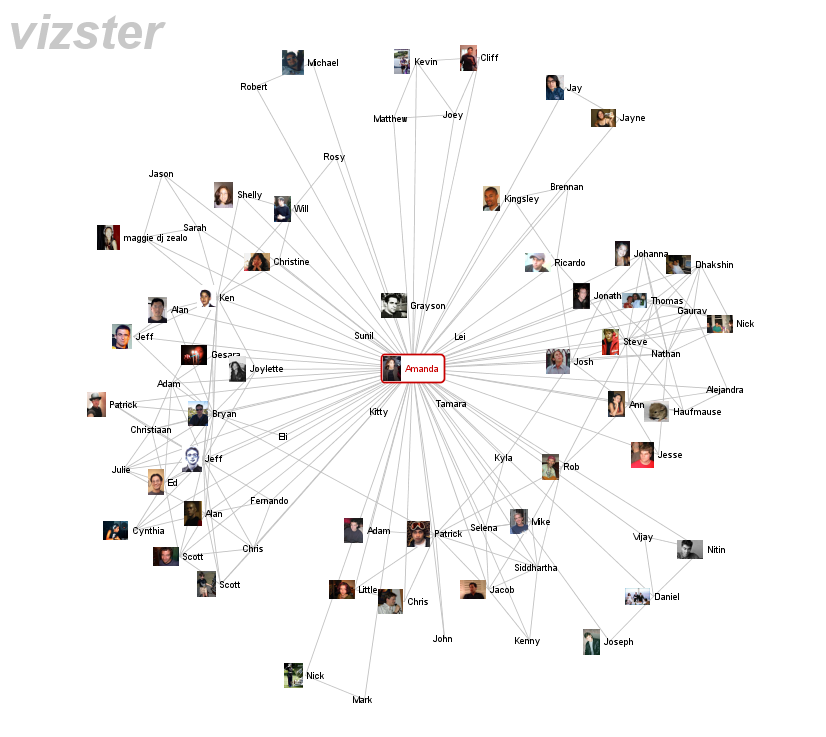 vizster
Michael
Kevin
Cliff
Robert
Jay
Matthew
Joey
Jayne
Rosy
Jason
Shelly
Will
Kingsley
Brennan
Sarah
maggie dj zealo
Christine
Ricardo
Johanna
Dhakshin
Ken
Alan
Grayson
Jonath
Thomas
Gaurav
Nick
Jeff
Sunil
Lei
Steve
Gesara
Nathan
Joylette
Amanda
Josh
Adam
Alejandra
Patrick
Bryan
Kitty
Tamara
Ann
Haufmause
Christiaan
Eli
Julie
Jeff
Kyla
Rob
Jesse
Ed
Fernando
Alan
Cynthia
Adam
Patrick
Selena
Mike
Vijay
Nitin
Scott
Chris
Siddhartha
Scott
Little
Chris
Jacob
Daniel
John
Kenny
Joseph
Nick
Mark